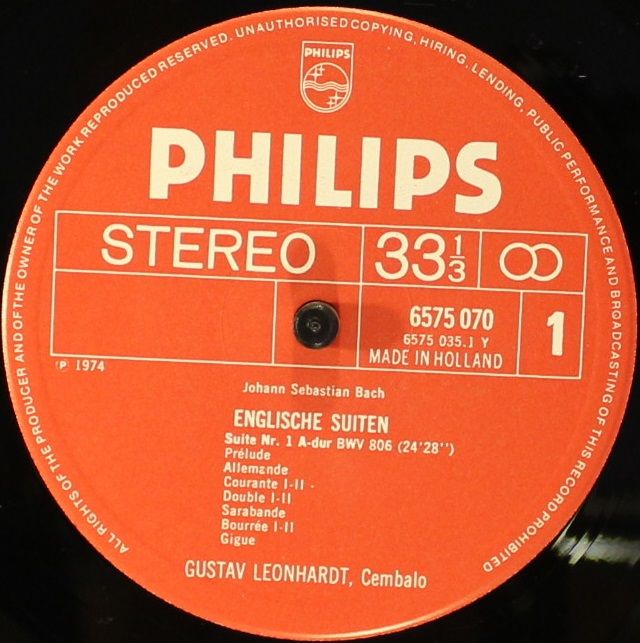 ALL RIGHTS OF THE PRODUCER AND OF THE OWNER OF THE WORK REPRODUCED RESERVED. UNAUTHORISED COPYING, HIRING, LENDING, PUBLIC PERFORMANCE AND BROADCASTING OF THIS RECORD PROHIBITED
PHILIPS
PHILIPS
STEREO 33 1/3
6575 070
6575 035.1 Y
MADE IN HOLLAND
1
℗ 1974
Johann Sebastian Bach
ENGLISCHE SUITEN
Suite Nr. 1 A-dur BWV 806 (24'28'')
Prélude
Allemande
Courante I-II
Double I-II
Sarabande
Bourrée I-II
Gigue
GUSTAV LEONHARDT, Cembalo